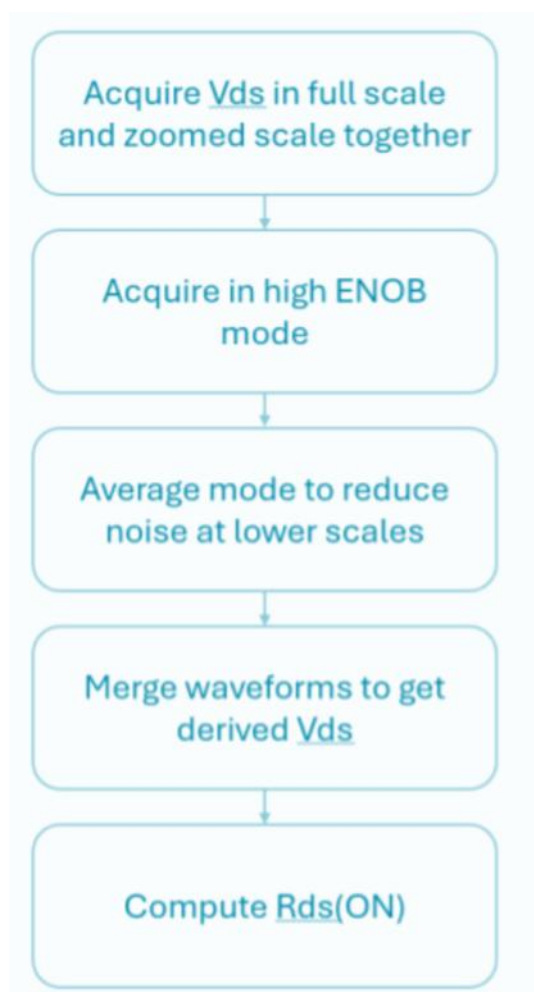 Acquire Vds in full scale
and zoomed scale together
Acquire in high ENOB
mode
Average mode to reduce
noise at lower scales
Merge waveforms to get
derived Vds
Compute Rds(ON)